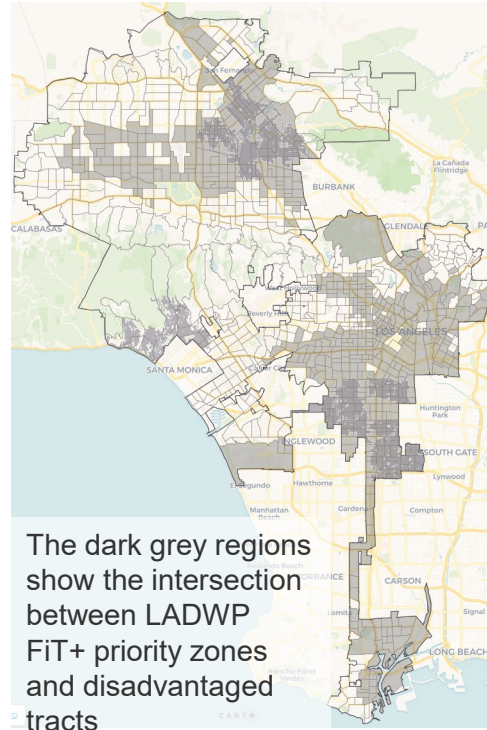 San Fernando
La Cañada
Flintridge
BURBANK
CALABASAS
GLENDALE
PA
West Hollywood
Beverly Hills
LOS ANGELES
SANTA MONICA
Culver City
Huntington
Park
INGLEWOOD
SOUTH GATE
El Segundo
Hawthorne
Lynwood
Manhattan
Beach
Gardena
Compton
Redondo Beach
TORRANCE
CARSON
Lomita
Signal
LONG BEACH
Rancho Palos
Verdes
The dark grey regions
show the intersection
between LADWP
FiT+ priority zones
and disadvantaged
tracts
CARTO